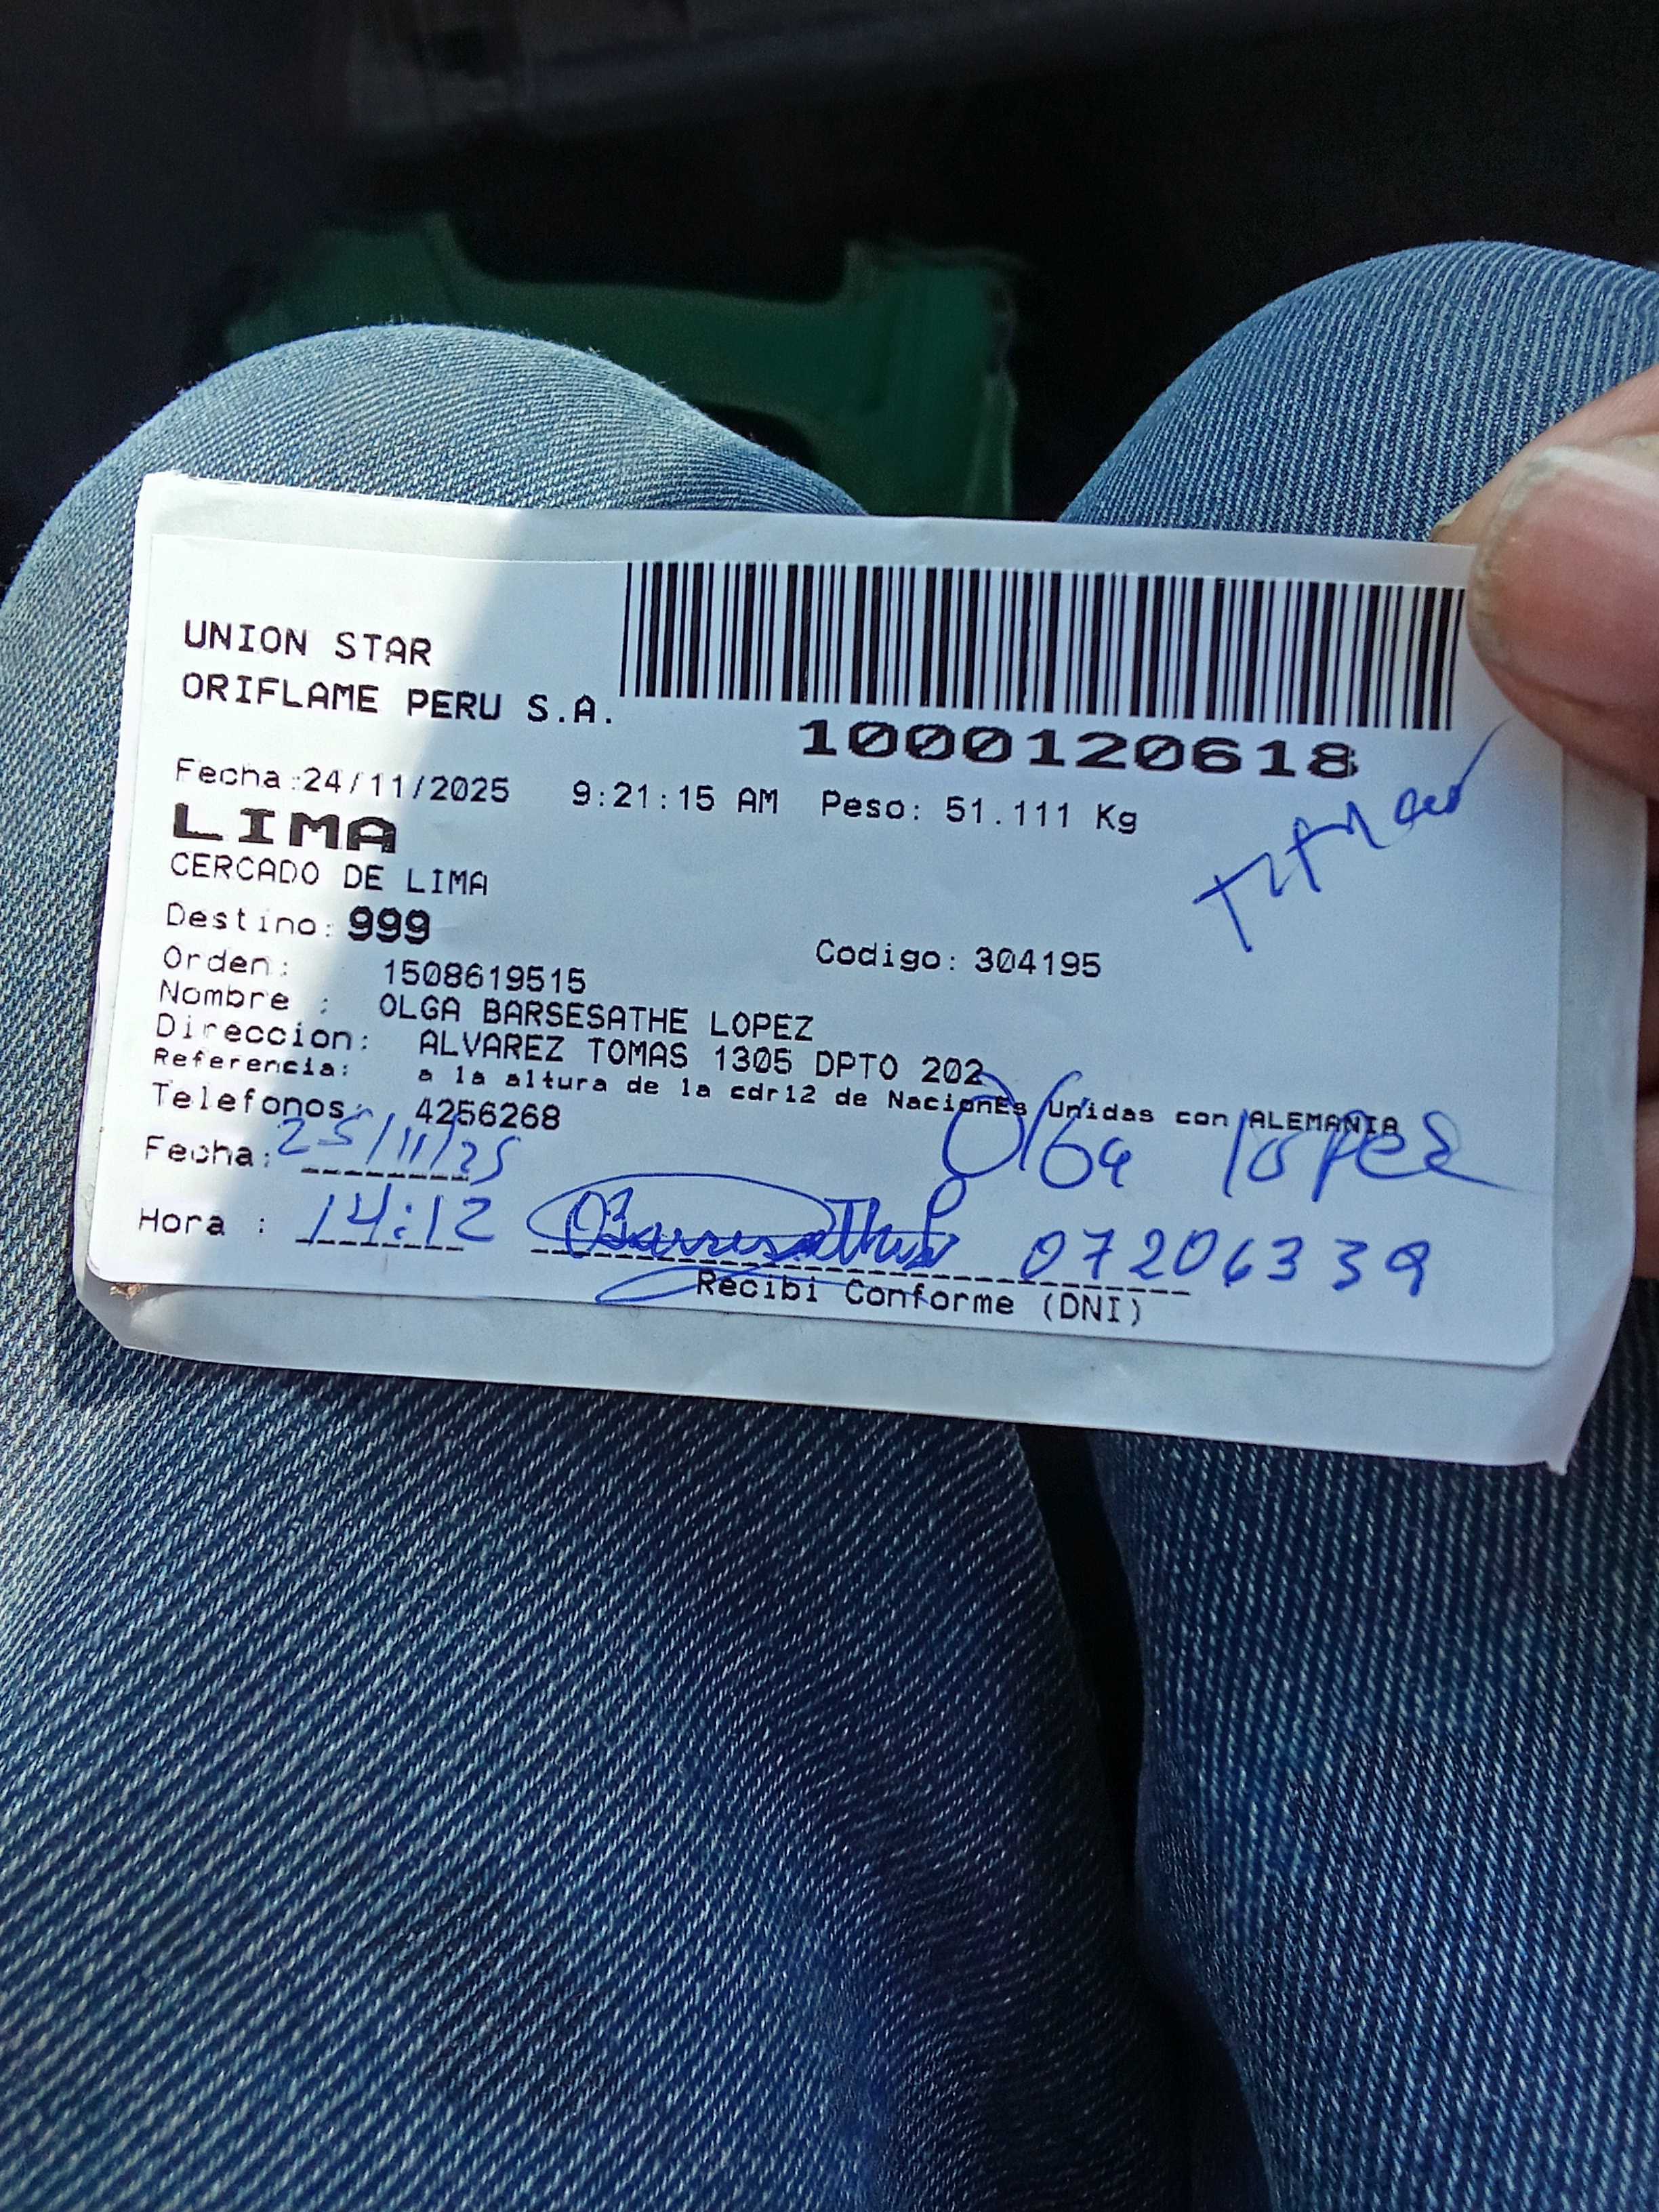 UNION STAR
ORIFLAME PERU S.A.
1000120618
Fecha:24/11/2025 9:21:15 AM Peso: 51.111 Kg
LIMA
CERCADO DE LIMA
Destino: 999
Codigo: 304195
Orden: 1508619515
Nombre : OLGA BARSESATHE LOPEZ
Direccion: ALVAREZ TOMAS 1305 DPTO 202
Referencia: a la altura de la cdr12 de NacionEs Unidas con ALEMANIA
Telefonos: 4256268
Olga Lopez
Fecha: 25/11/25
Hora : 14:12 07206339
Recibi Conforme (DNI)